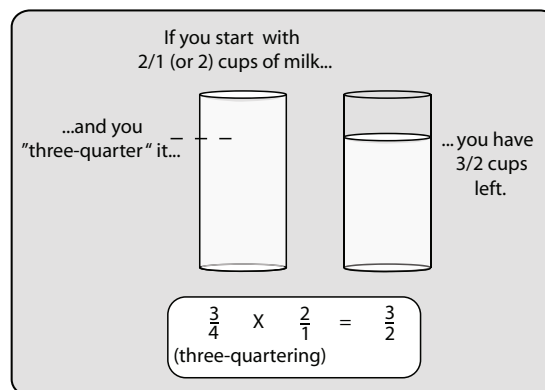 If you start with
2/1 (or 2) cups of milk...
...and you
"three-quarter" it...
... you have
3/2 cups
left.
3/4 X 2/1 = 3/2
(three-quartering)